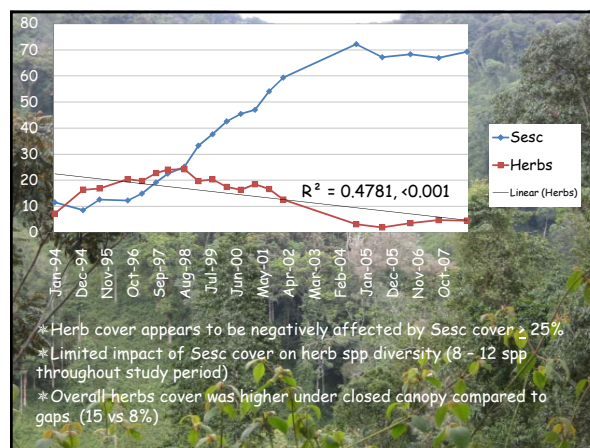 80
70
60
50
40
30
20
10
0
Sesc
Herbs
Linear (Herbs)
R² = 0.4781, <0.001
Jan-94
Dec-94
Nov-95
Oct-96
Sep-97
Aug-98
Jul-99
Jun-00
May-01
Apr-02
Mar-03
Feb-04
Jan-05
Dec-05
Nov-06
Oct-07
*Herb cover appears to be negatively affected by Sesc cover ≥ 25%
*Limited impact of Sesc cover on herb spp diversity (8 – 12 spp
throughout study period)
*Overall herbs cover was higher under closed canopy compared to
gaps (15 vs 8%)